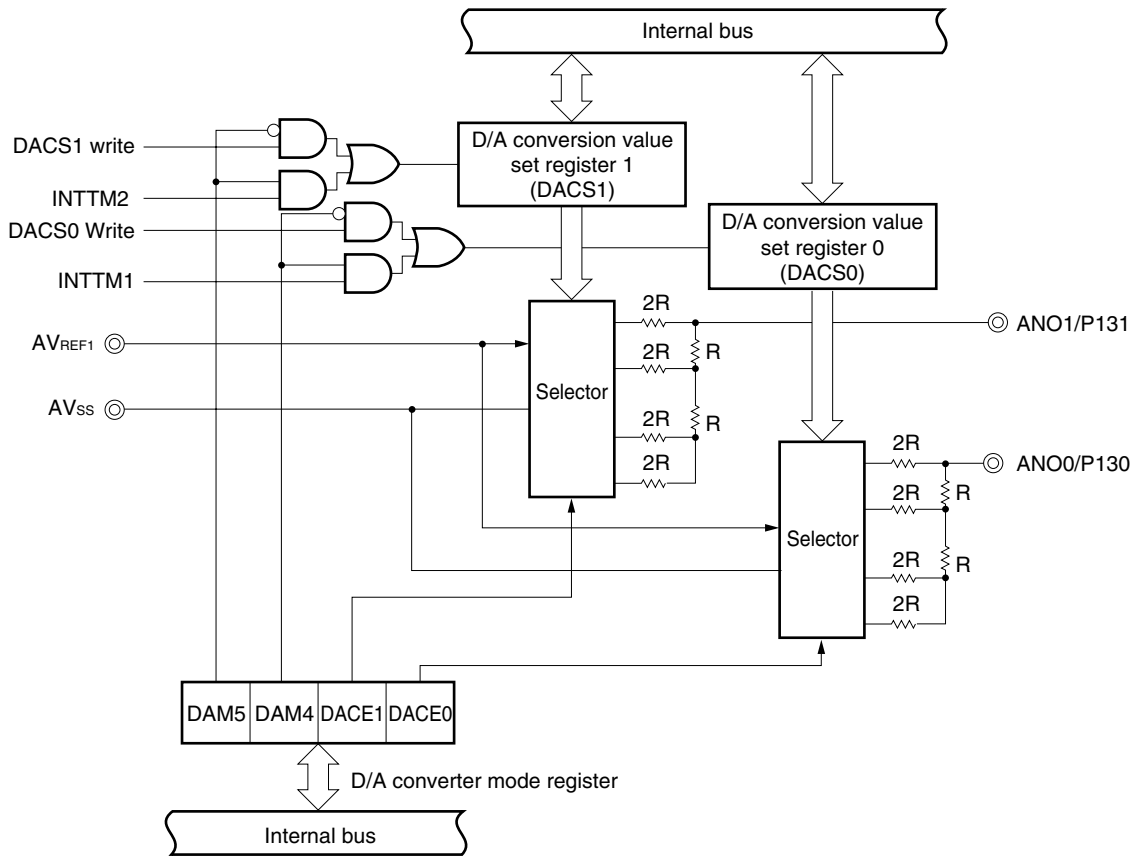 Internal bus
DACS1 write
INTTM2
DACS0 Write
INTTM1
D/A conversion value
set register 1
(DACS1)
D/A conversion value
set register 0
(DACS0)
AVREF1
AVSS
Selector
2R
2R
R
2R
R
2R
ANO1/P131
Selector
2R
2R
R
2R
R
2R
ANO0/P130
DAM5 DAM4 DACE1 DACE0
D/A converter mode register
Internal bus